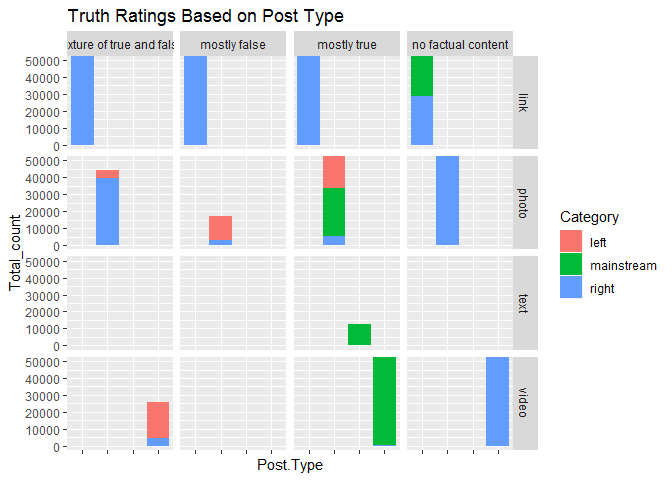 Truth Ratings Based on Post Type
xture of true and fals
mostly false
mostly true
no factual content
50000
40000
30000
20000
10000
0
link
50000
40000
30000
20000
10000
0
photo
50000
40000
30000
20000
10000
0
text
50000
40000
30000
20000
10000
0
video
Total_count
Post.Type
Category
left
mainstream
right